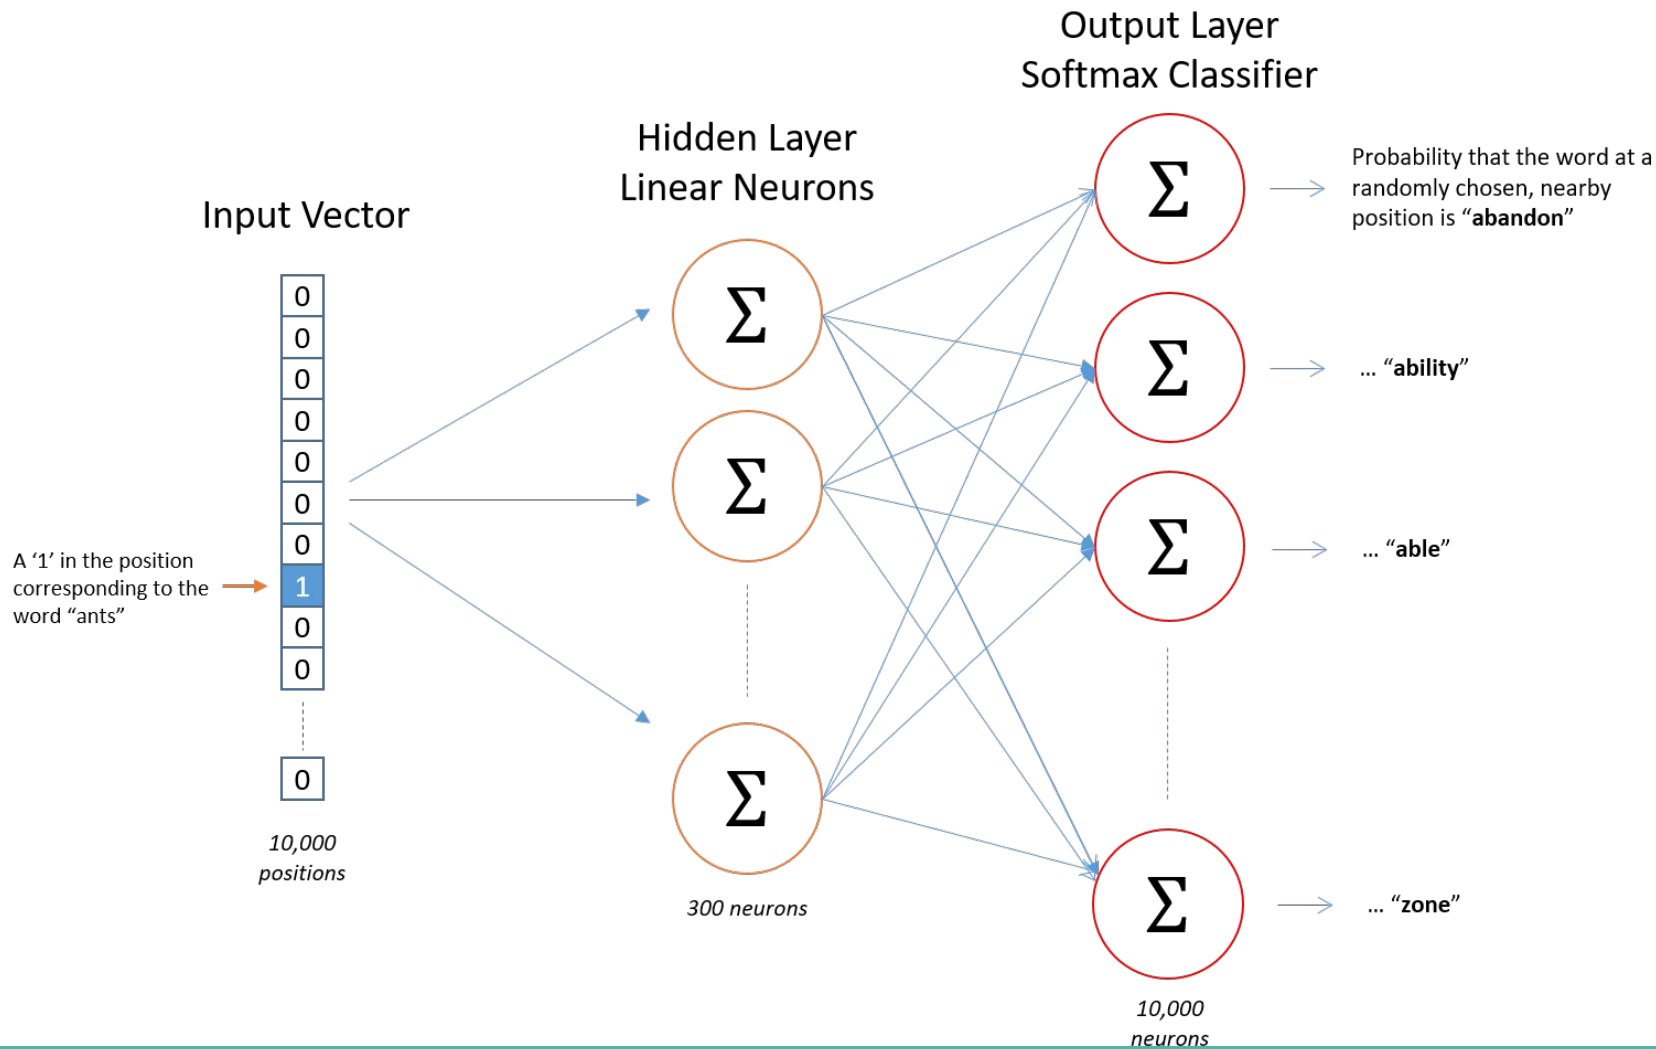 Output Layer
Softmax Classifier
Hidden Layer
Linear Neurons
Input Vector
0
0
0
0
0
0
0
1
0
0
0
A ‘1’ in the position
corresponding to the
word “ants”
10,000
positions
Σ
Σ
Σ
300 neurons
Σ
Σ
Σ
Σ
10,000
neurons
Probability that the word at a
randomly chosen, nearby
position is “abandon”
... “ability”
... “able”
... “zone”